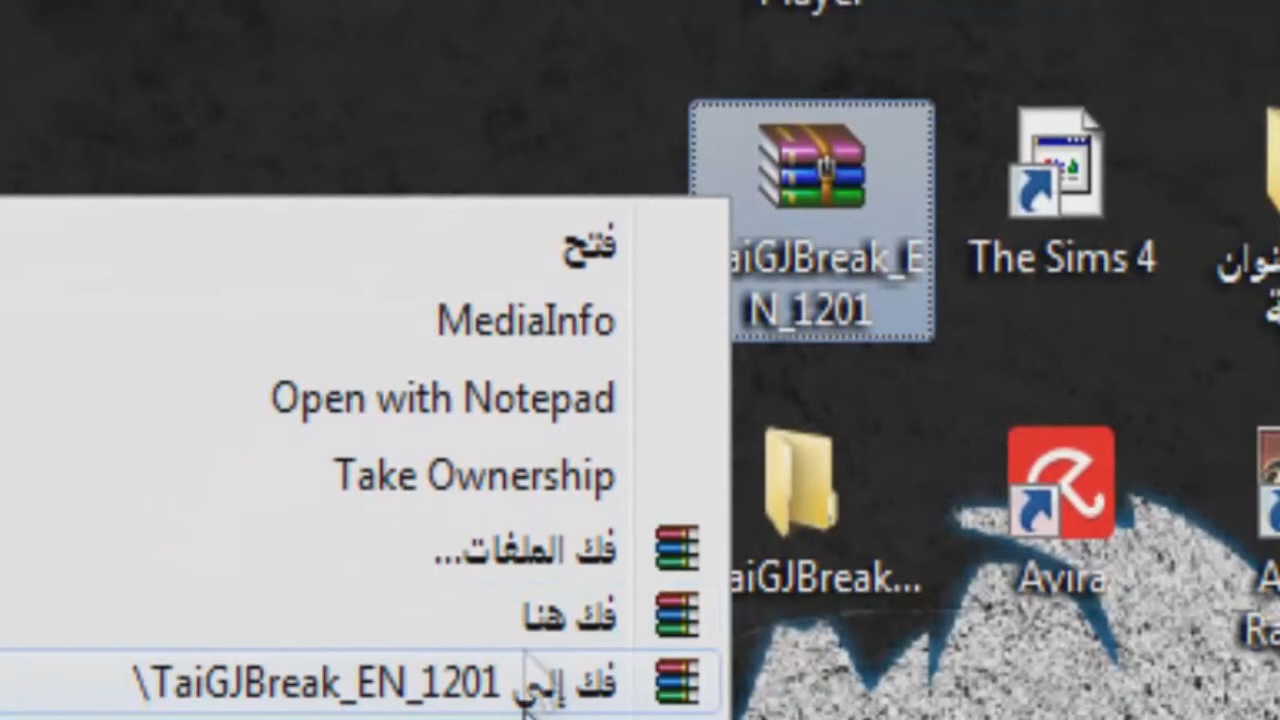 Player
aiGJBreak_E
N_1201
The Sims 4
فتح
MediaInfo
Open with Notepad
Take Ownership
فك الملفات...
فك هنا
فك إلى TaiGJBreak_EN_1201\
aiGJBreak...
Avira